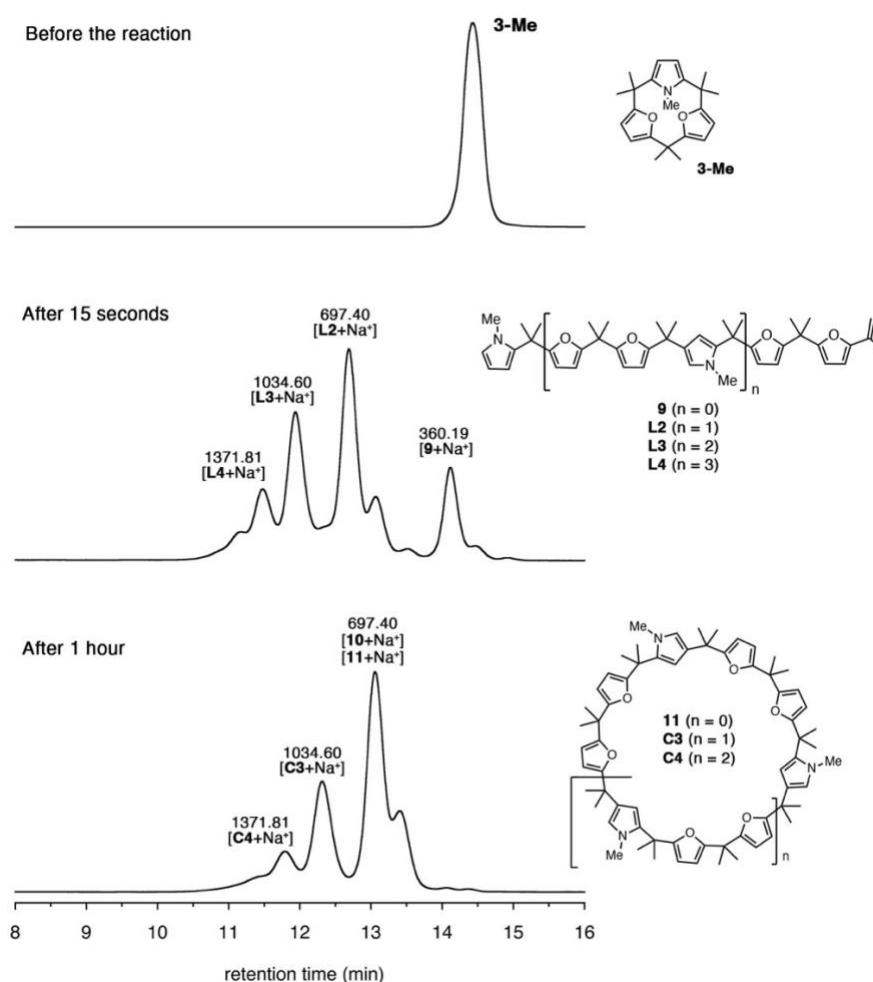 Before the reaction
3-Me
N
Me
O
O
3-Me
After 15 seconds
697.40
[L2+Na⁺]
1034.60
[L3+Na⁺]
1371.81
[L4+Na⁺]
360.19
[9+Na⁺]
Me
N
O
O
N
Me
O
O
n
9 (n = 0)
L2 (n = 1)
L3 (n = 2)
L4 (n = 3)
After 1 hour
697.40
[10+Na⁺]
[11+Na⁺]
1034.60
[C3+Na⁺]
1371.81
[C4+Na⁺]
Me
N
O
O
O
O
N
Me
N
Me
O
O
n
11 (n = 0)
C3 (n = 1)
C4 (n = 2)
8 9 10 11 12 13 14 15 16
retention time (min)